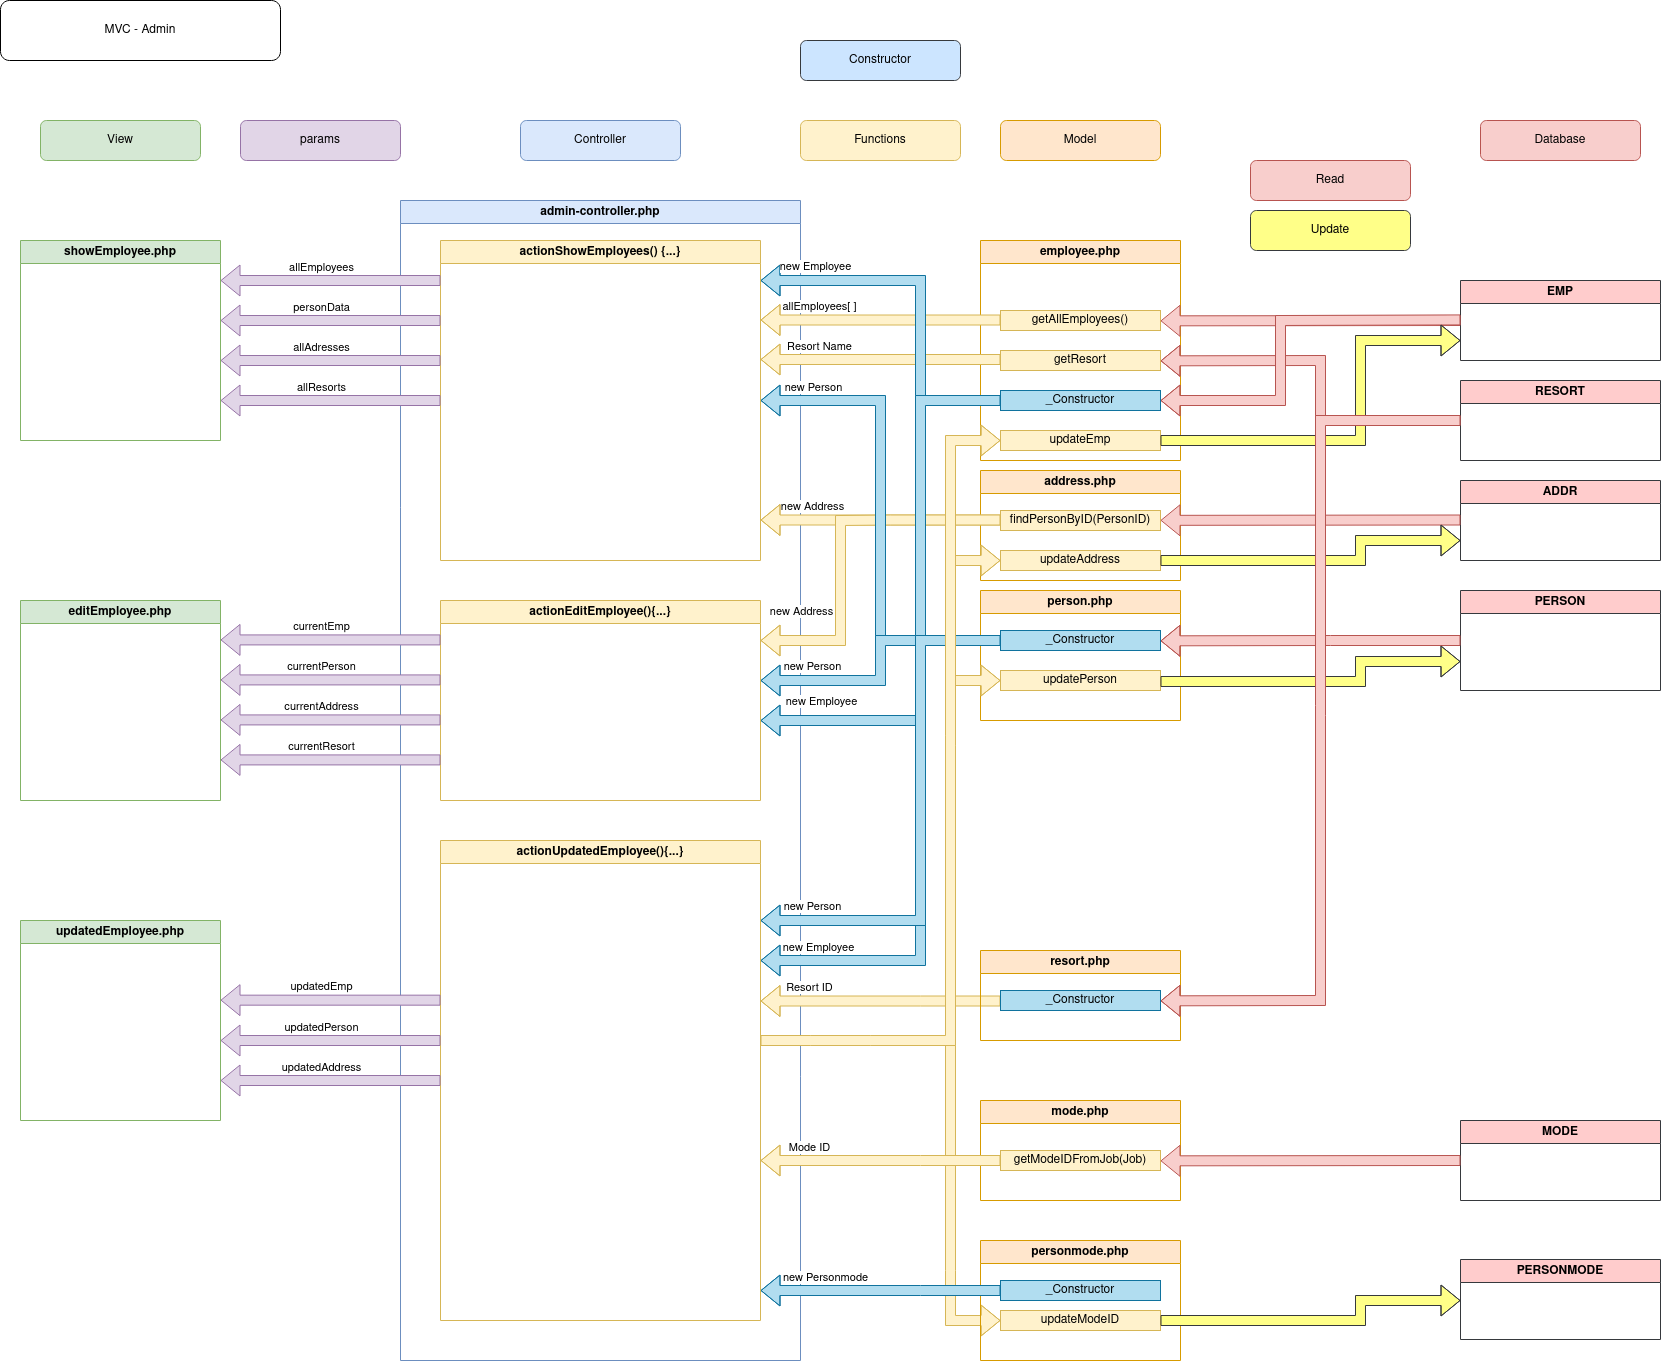 MVC - Admin
Constructor
View
params
Controller
Functions
Model
Database
Read
Update
admin-controller.php
showEmployee.php
allEmployees
personData
allAdresses
allResorts
actionShowEmployees() {...}
new Employee
allEmployees[ ]
Resort Name
new Person
new Address
employee.php
getAllEmployees()
getResort
_Constructor
updateEmp
EMP
RESORT
address.php
findPersonByID(PersonID)
updateAddress
ADDR
editEmployee.php
currentEmp
currentPerson
currentAddress
currentResort
actionEditEmployee(){...}
new Address
new Person
new Employee
person.php
_Constructor
updatePerson
PERSON
actionUpdatedEmployee(){...}
new Person
new Employee
Resort ID
updatedEmployee.php
updatedEmp
updatedPerson
updatedAddress
resort.php
_Constructor
Mode ID
mode.php
getModeIDFromJob(Job)
MODE
new Personmode
personmode.php
_Constructor
updateModeID
PERSONMODE